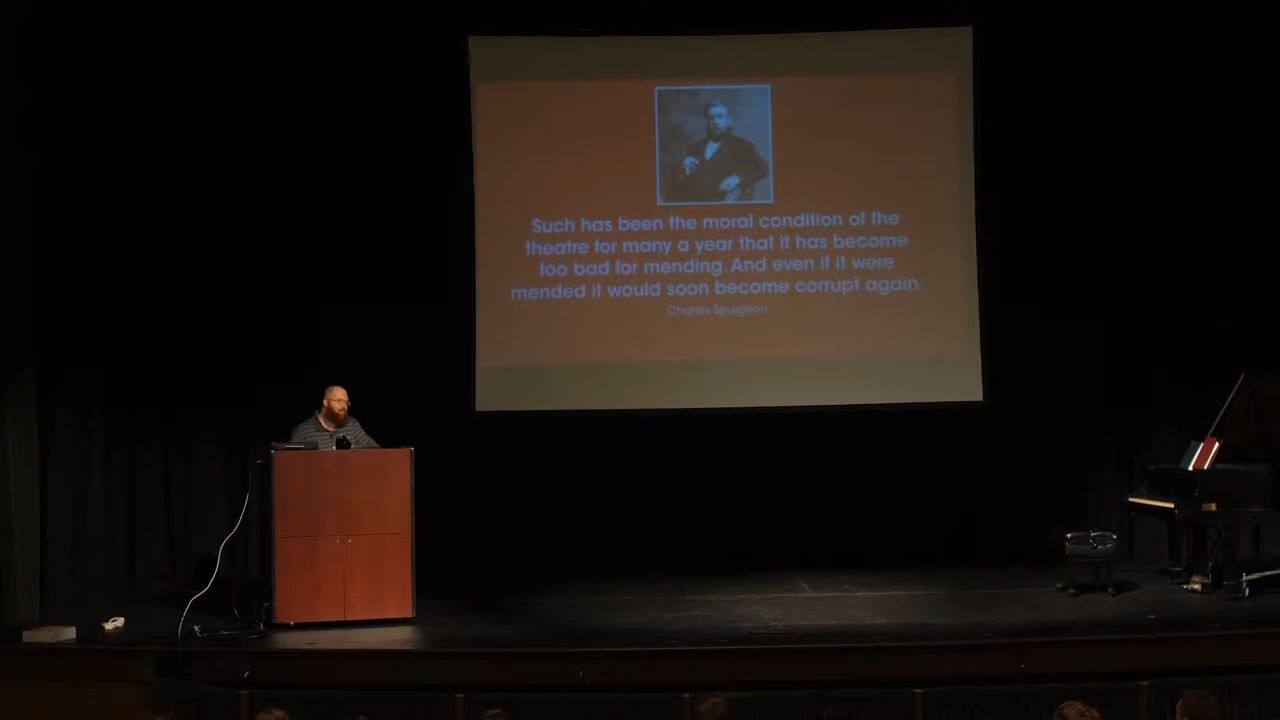 Such has been the moral condition of the
theatre for many a year that it has become
too bad for mending. And even if it were
mended it would soon become corrupt again.
Charles Spurgeon